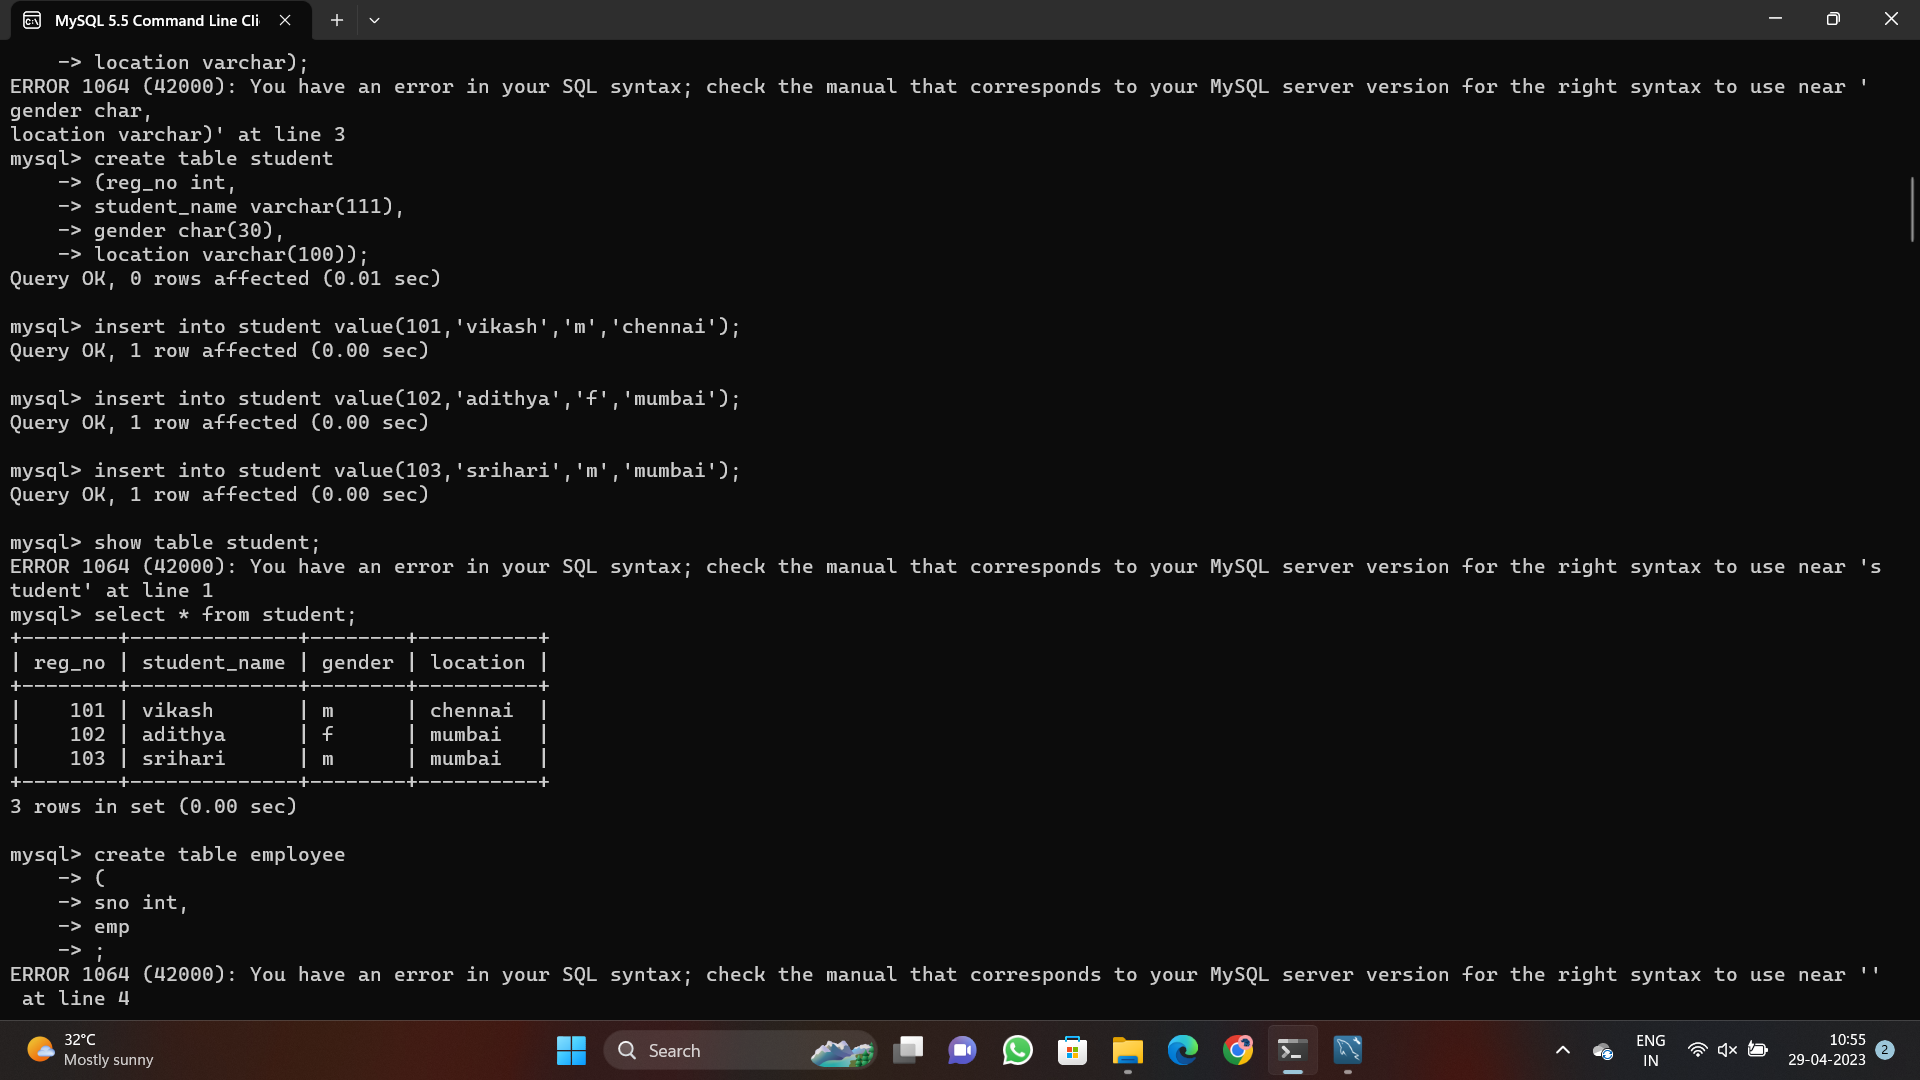 MySQL 5.5 Command Line Cli
-> location varchar);
ERROR 1064 (42000): You have an error in your SQL syntax; check the manual that corresponds to your MySQL server version for the right syntax to use near '
gender char,
location varchar)' at line 3
mysql> create table student
-> (reg_no int,
-> student_name varchar(111),
-> gender char(30),
-> location varchar(100));
Query OK, 0 rows affected (0.01 sec)
mysql> insert into student value(101,'vikash','m','chennai');
Query OK, 1 row affected (0.00 sec)
mysql> insert into student value(102,'adithya','f','mumbai');
Query OK, 1 row affected (0.00 sec)
mysql> insert into student value(103,'srihari','m','mumbai');
Query OK, 1 row affected (0.00 sec)
mysql> show table student;
ERROR 1064 (42000): You have an error in your SQL syntax; check the manual that corresponds to your MySQL server version for the right syntax to use near 's
tudent' at line 1
mysql> select * from student;
+--------+--------------+--------+----------+
| reg_no | student_name | gender | location |
+--------+--------------+--------+----------+
|    101 | vikash       | m      | chennai  |
|    102 | adithya      | f      | mumbai   |
|    103 | srihari      | m      | mumbai   |
+--------+--------------+--------+----------+
3 rows in set (0.00 sec)
mysql> create table employee
-> (
-> sno int,
-> emp
-> ;
ERROR 1064 (42000): You have an error in your SQL syntax; check the manual that corresponds to your MySQL server version for the right syntax to use near ''
at line 4
32°C
Mostly sunny
Search
ENG
IN
10:55
29-04-2023
2